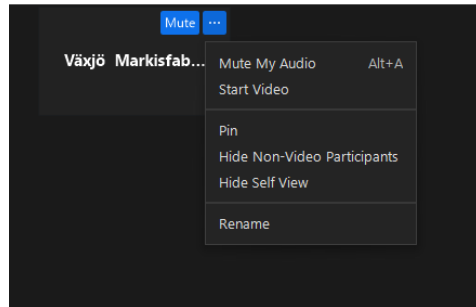 Mute ...
Växjö Markisfab...
Mute My Audio Alt+A
Start Video
Pin
Hide Non-Video Participants
Hide Self View
Rename